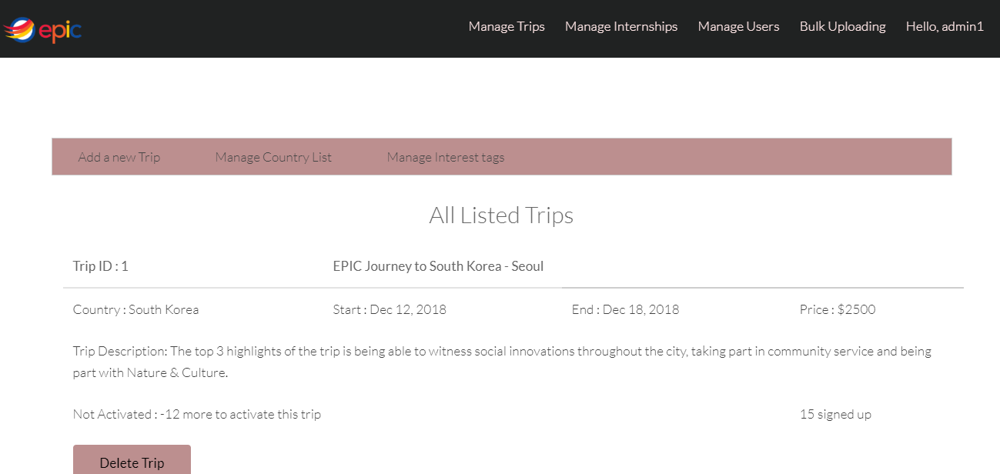 epic
Manage Trips Manage Internships Manage Users Bulk Uploading Hello, admin1
Add a new Trip Manage Country List Manage Interest tags
All Listed Trips
Trip ID : 1 EPIC Journey to South Korea - Seoul
Country : South Korea Start : Dec 12, 2018 End : Dec 18, 2018 Price : $2500
Trip Description: The top 3 highlights of the trip is being able to witness social innovations throughout the city, taking part in community service and being
part with Nature & Culture.
Not Activated : -12 more to activate this trip 15 signed up
Delete Trip